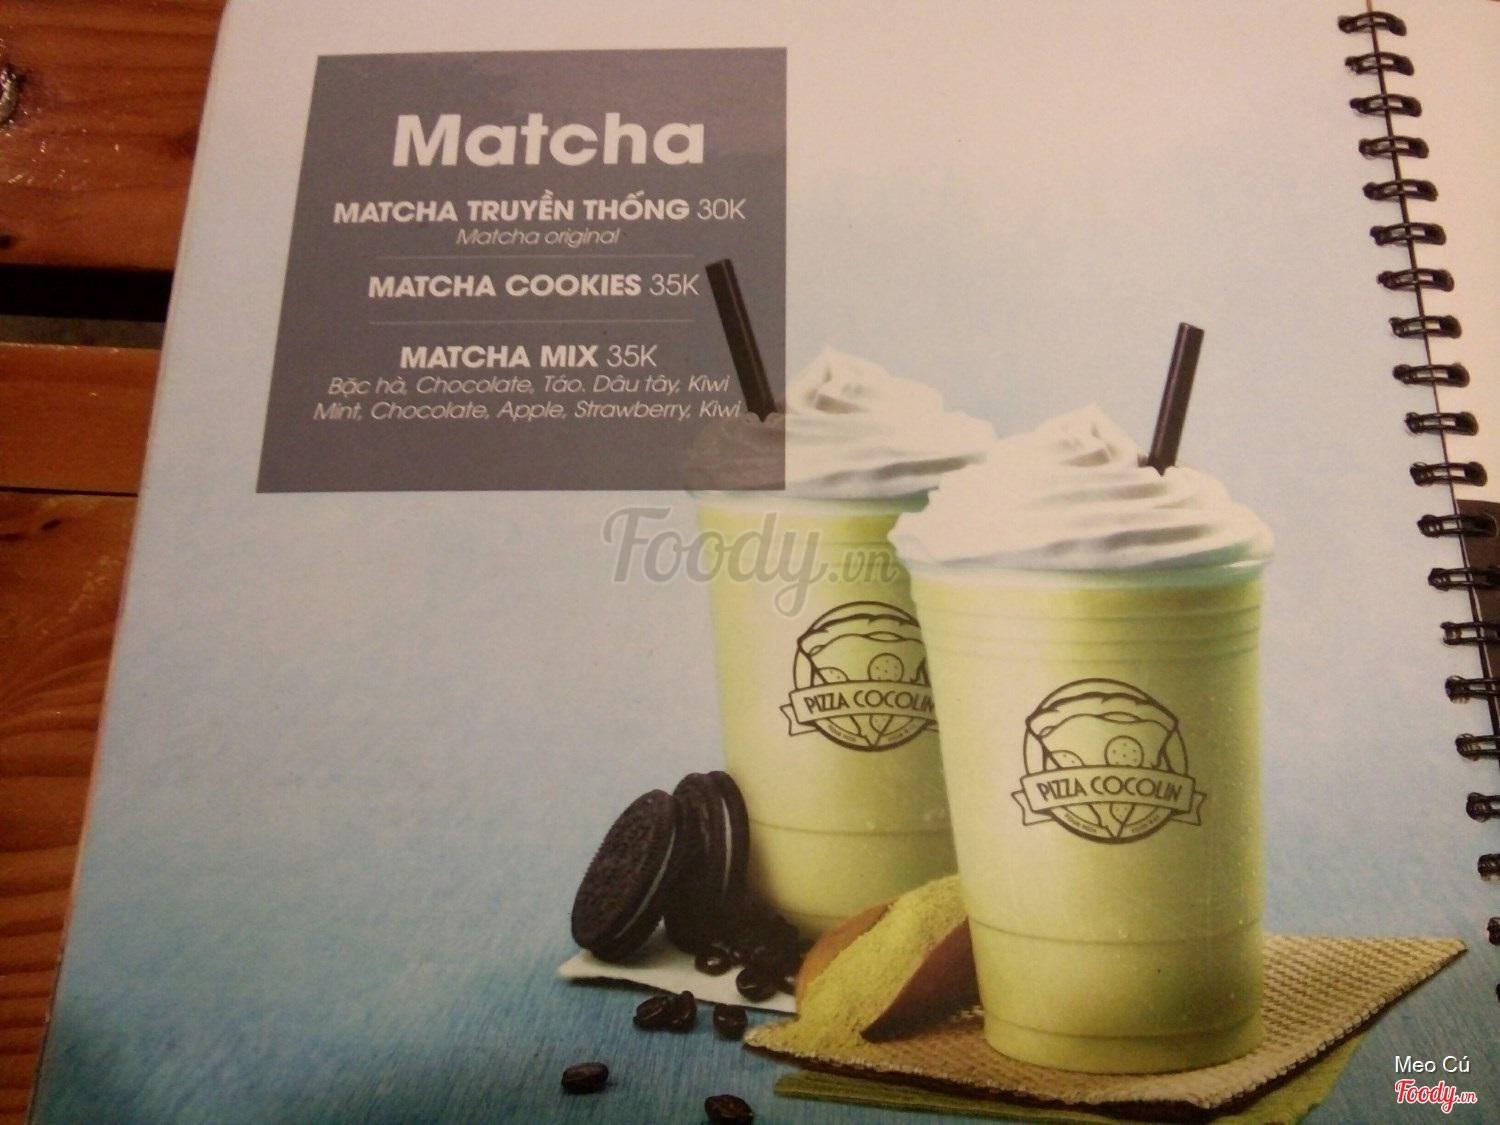 Matcha
MATCHA TRUYỀN THỐNG 30K
Matcha original
MATCHA COOKIES 35K
MATCHA MIX 35K
Bạc hà, Chocolate, Táo. Dâu tây, Kiwi
Mint, Chocolate, Apple, Strawberry, Kiwi
Foody.vn
PIZZA COCOLIN
PIZZA COCOLIN
Meo Cú
Foody.vn